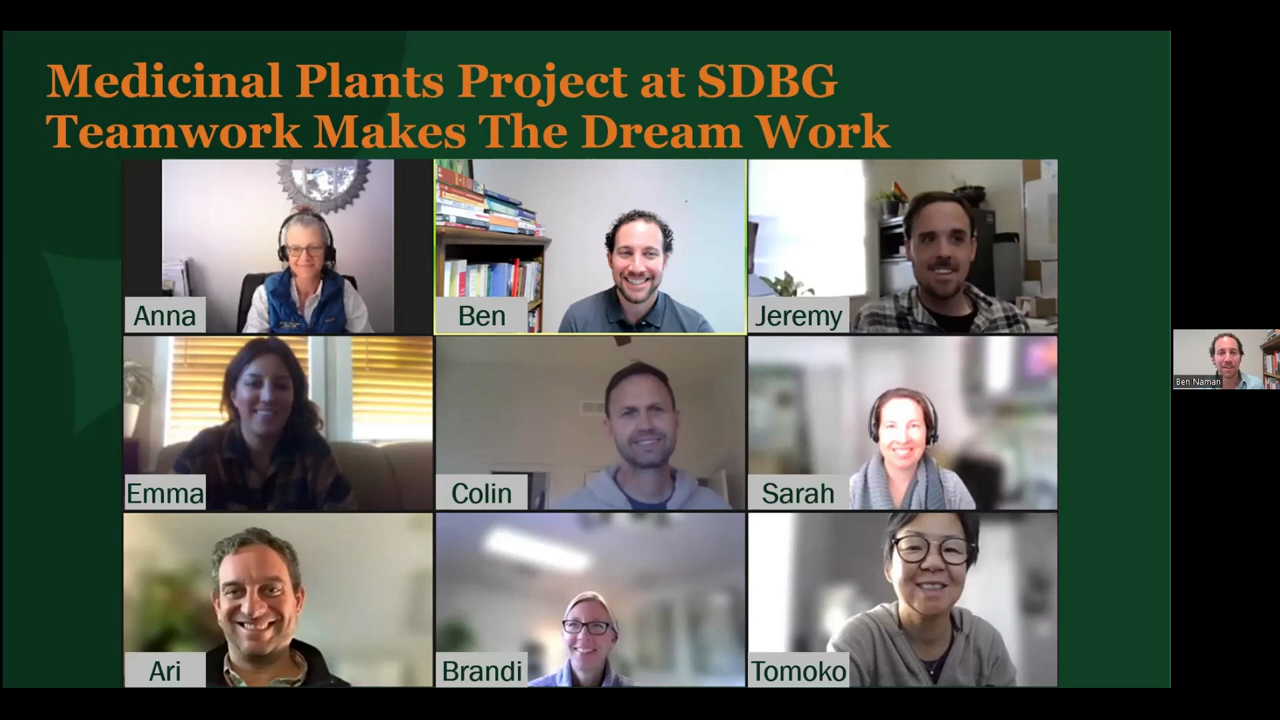 Medicinal Plants Project at SDBG
Teamwork Makes The Dream Work
Anna
Ben
Jeremy
Emma
Colin
Sarah
Ari
Brandi
Tomoko
Ben Naman